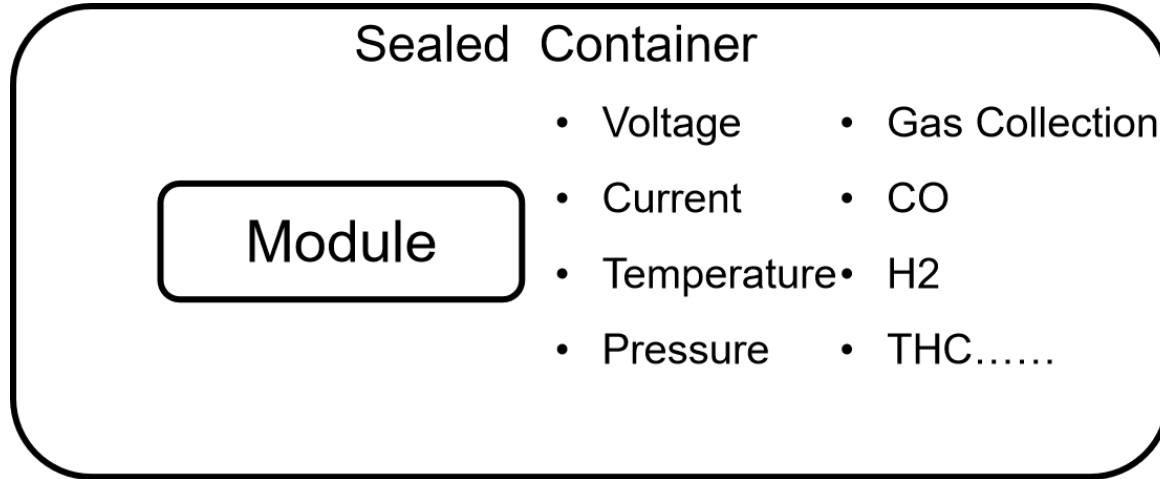 Sealed Container
• Voltage
• Current
• Temperature
• Pressure
• Gas Collection
• CO
• H2
• THC……
Module